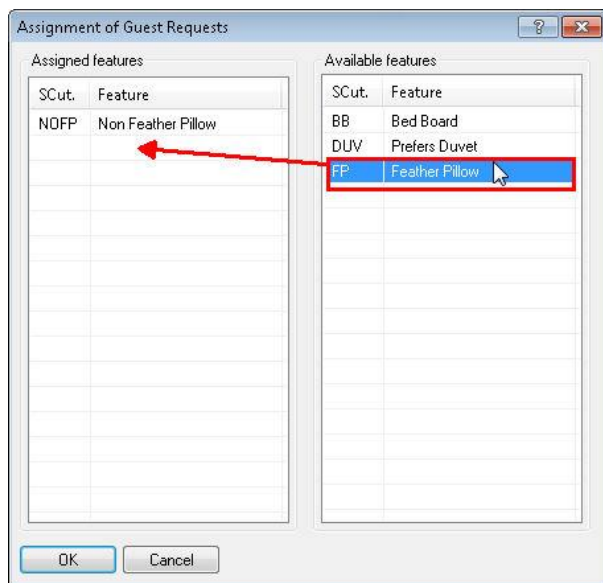 Assignment of Guest Requests
Assigned features
SCut. Feature
NOFP Non Feather Pillow
Available features
SCut. Feature
BB Bed Board
DUV Prefers Duvet
FP Feather Pillow
OK Cancel